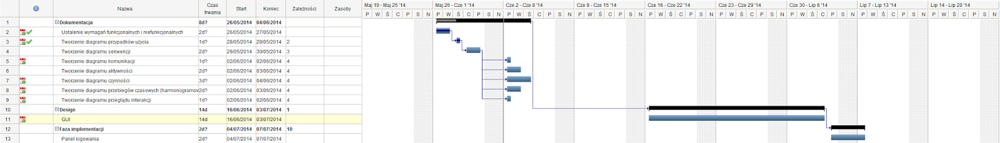 Nazwa Czas trwania Start Koniec Zależności Zasoby
Maj 19 - Maj 25 '14 Maj 26 - Cze 1 '14 Cze 2 - Cze 8 '14 Cze 9 - Cze 15 '14 Cze 16 - Cze 22 '14 Cze 23 - Cze 29 '14 Cze 30 - Lip 6 '14 Lip 7 - Lip 13 '14 Lip 14 - Lip 20 '14
P W Ś C P S N P W Ś C P S N P W Ś C P S N P W Ś C P S N P W Ś C P S N P W Ś C P S N P W Ś C P S N P W Ś C P S N P W Ś C P S N
1 Dokumentacja 8d? 26/05/2014 04/06/2014
2 Ustalenie wymagań funkcjonalnych i niefunkcjonalnych 2d? 26/05/2014 27/05/2014
3 Tworzenie diagramu przypadków użycia 1d? 28/05/2014 28/05/2014 2
4 Tworzenie diagramu sekwencji 2d? 29/05/2014 30/05/2014 3
5 Tworzenie diagramu komunikacji 1d? 02/06/2014 02/06/2014 4
6 Tworzenie diagramu aktywności 2d? 02/06/2014 03/06/2014 4
7 Tworzenie diagramu czynności 3d? 02/06/2014 04/06/2014 4
8 Tworzenie diagramu przebiegów czasowych (harmonogramow 2d? 02/06/2014 03/06/2014 4
9 Tworzenie diagramu przeglądu interakcji 1d? 02/06/2014 02/06/2014 4
10 Design 14d 16/06/2014 03/07/2014 1
11 GUI 14d 16/06/2014 03/07/2014
12 Faza implementacji 2d? 04/07/2014 07/07/2014 10
13 Panel logowania 2d? 04/07/2014 07/07/2014